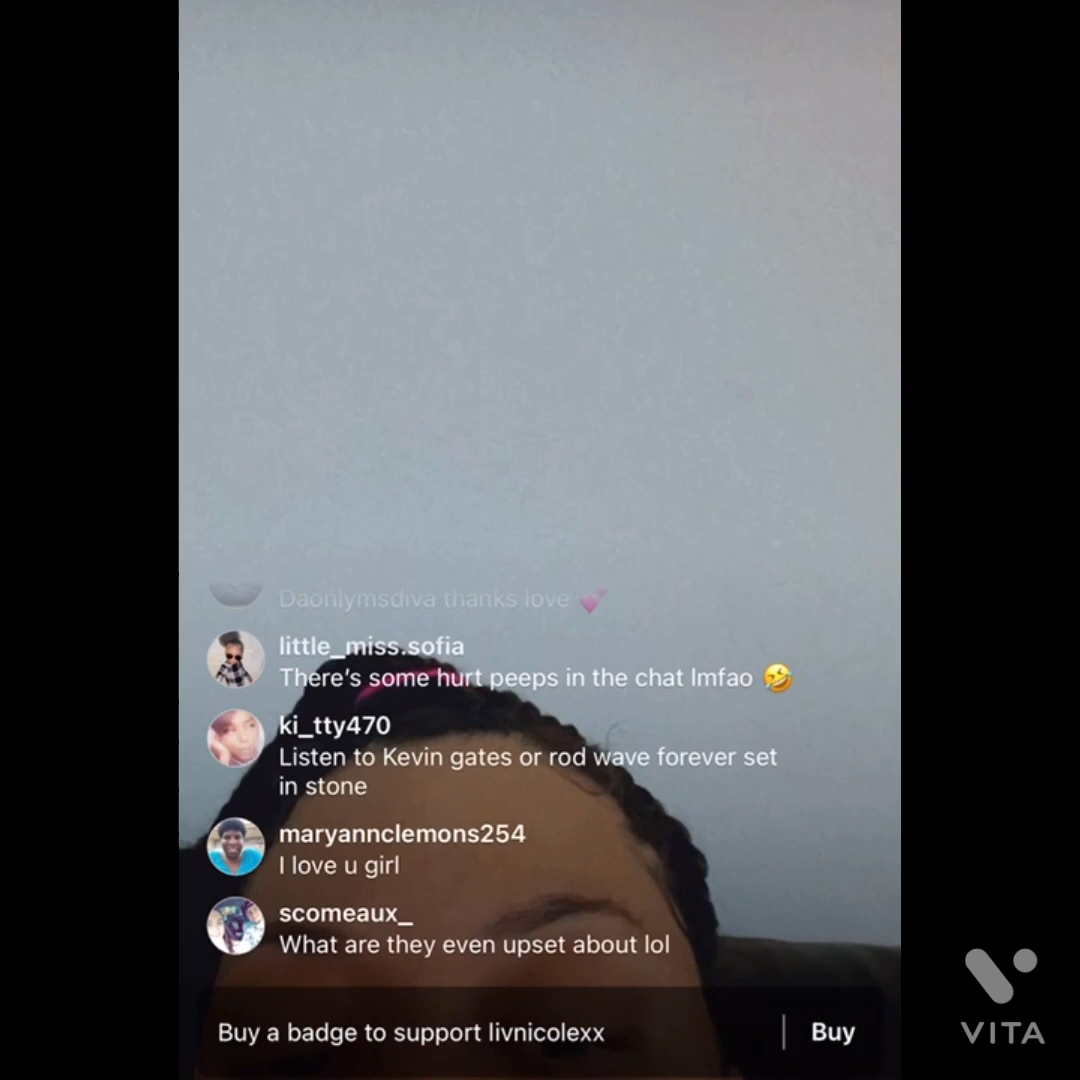 Daonlymsdiva thanks love 💕
little_miss.sofia
There's some hurt peeps in the chat lmfao 🤣
ki_tty470
Listen to Kevin gates or rod wave forever set
in stone
maryannclemons254
I love u girl
scomeaux_
What are they even upset about lol
Buy a badge to support livnicolexx
Buy
VITA